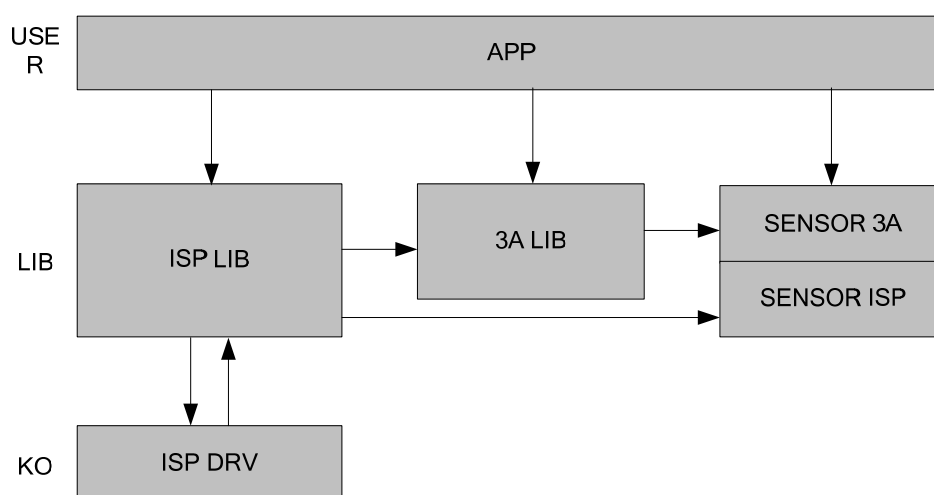 USE
R
APP
LIB
ISP LIB
3A LIB
SENSOR 3A
SENSOR ISP
KO
ISP DRV